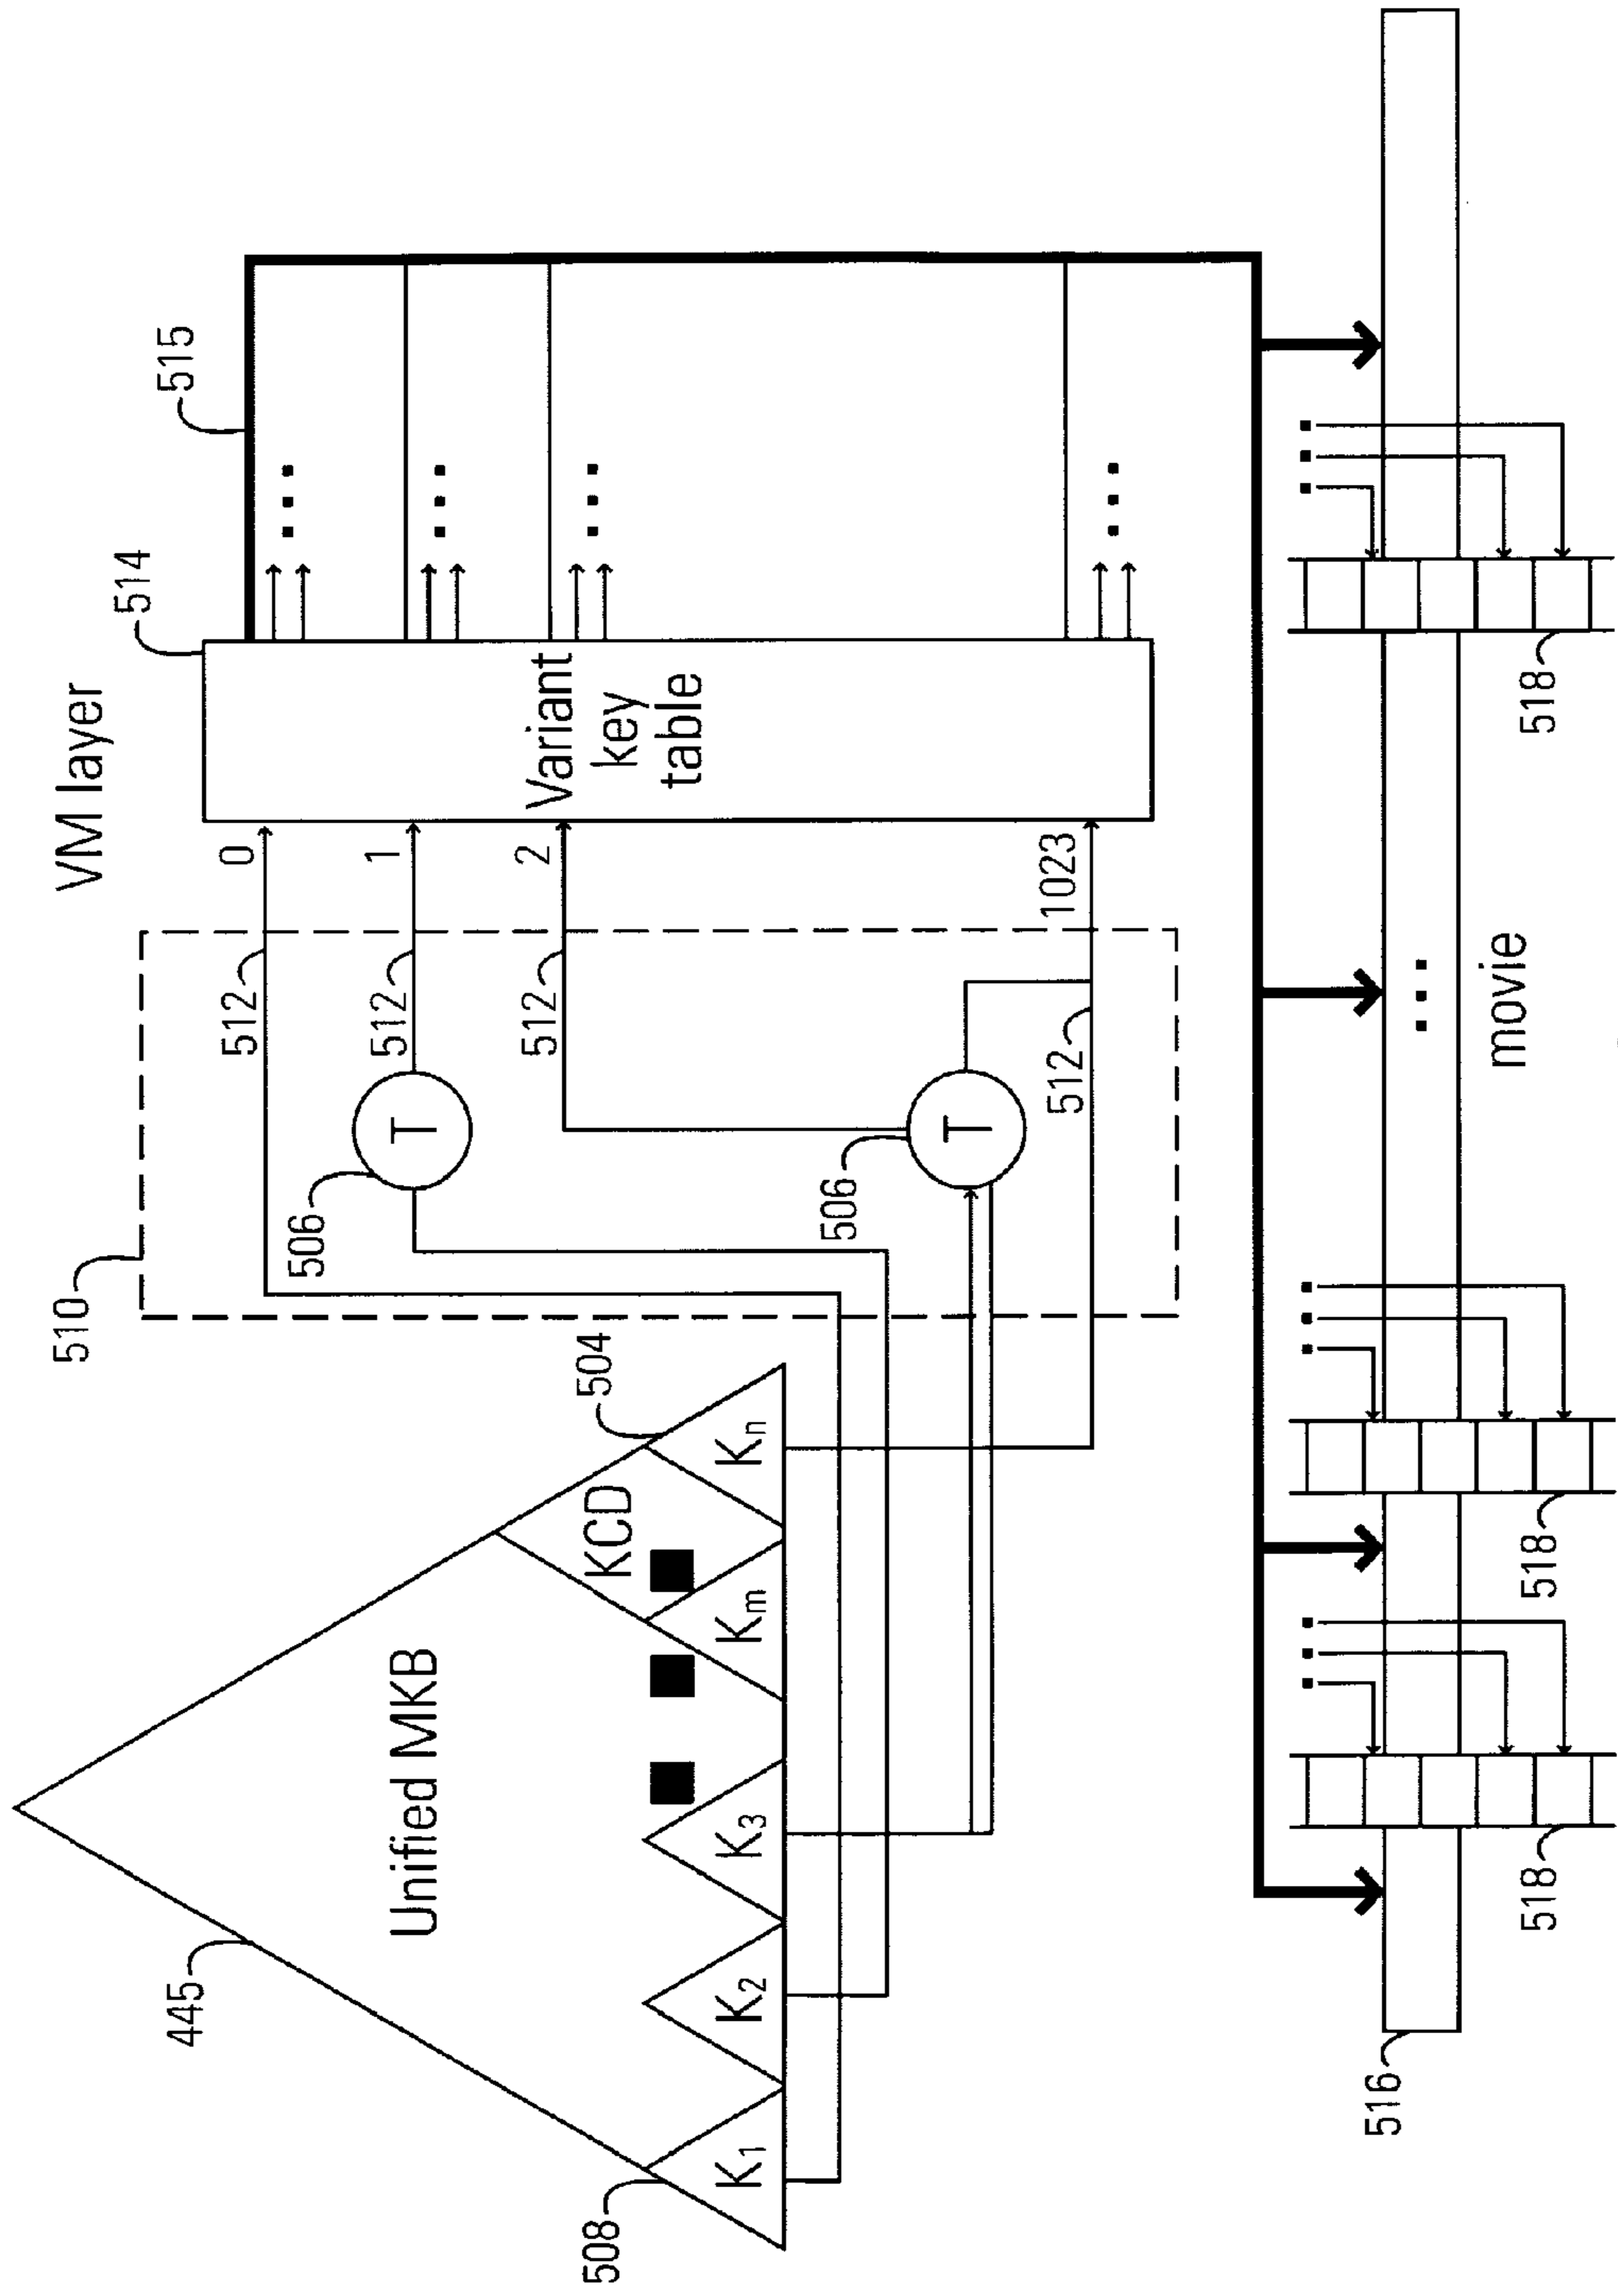 VM layer
510
512
0
514
515
506
T
512
1
512
2
Variant
key
table
506
T
512
1023
445
Unified MKB
504
KCD
508
K1
K2
K3
Km
Kn
516
518
518
movie
518